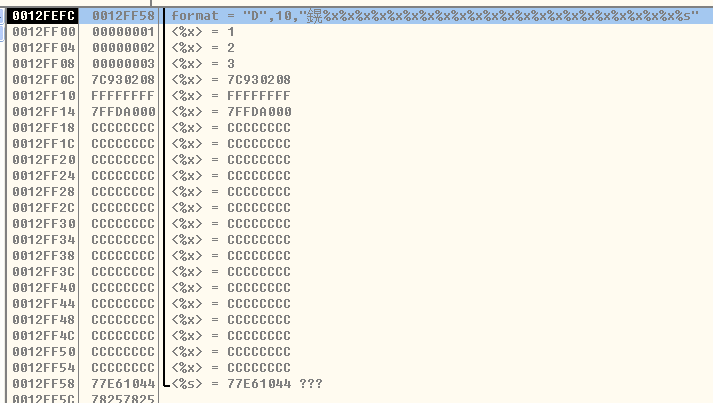 0012FEFC 0012FF58 format = "D",10,"鎤%x%x%x%x%x%x%x%x%x%x%x%x%x%x%x%x%x%x%x%x%x%x%s"
0012FF00 00000001 <%x> = 1
0012FF04 00000002 <%x> = 2
0012FF08 00000003 <%x> = 3
0012FF0C 7C930208 <%x> = 7C930208
0012FF10 FFFFFFFF <%x> = FFFFFFFF
0012FF14 7FFDA000 <%x> = 7FFDA000
0012FF18 CCCCCCCC <%x> = CCCCCCCC
0012FF1C CCCCCCCC <%x> = CCCCCCCC
0012FF20 CCCCCCCC <%x> = CCCCCCCC
0012FF24 CCCCCCCC <%x> = CCCCCCCC
0012FF28 CCCCCCCC <%x> = CCCCCCCC
0012FF2C CCCCCCCC <%x> = CCCCCCCC
0012FF30 CCCCCCCC <%x> = CCCCCCCC
0012FF34 CCCCCCCC <%x> = CCCCCCCC
0012FF38 CCCCCCCC <%x> = CCCCCCCC
0012FF3C CCCCCCCC <%x> = CCCCCCCC
0012FF40 CCCCCCCC <%x> = CCCCCCCC
0012FF44 CCCCCCCC <%x> = CCCCCCCC
0012FF48 CCCCCCCC <%x> = CCCCCCCC
0012FF4C CCCCCCCC <%x> = CCCCCCCC
0012FF50 CCCCCCCC <%x> = CCCCCCCC
0012FF54 CCCCCCCC <%x> = CCCCCCCC
0012FF58 77E61044 <%s> = 77E61044 ???
0012FF5C 78257825